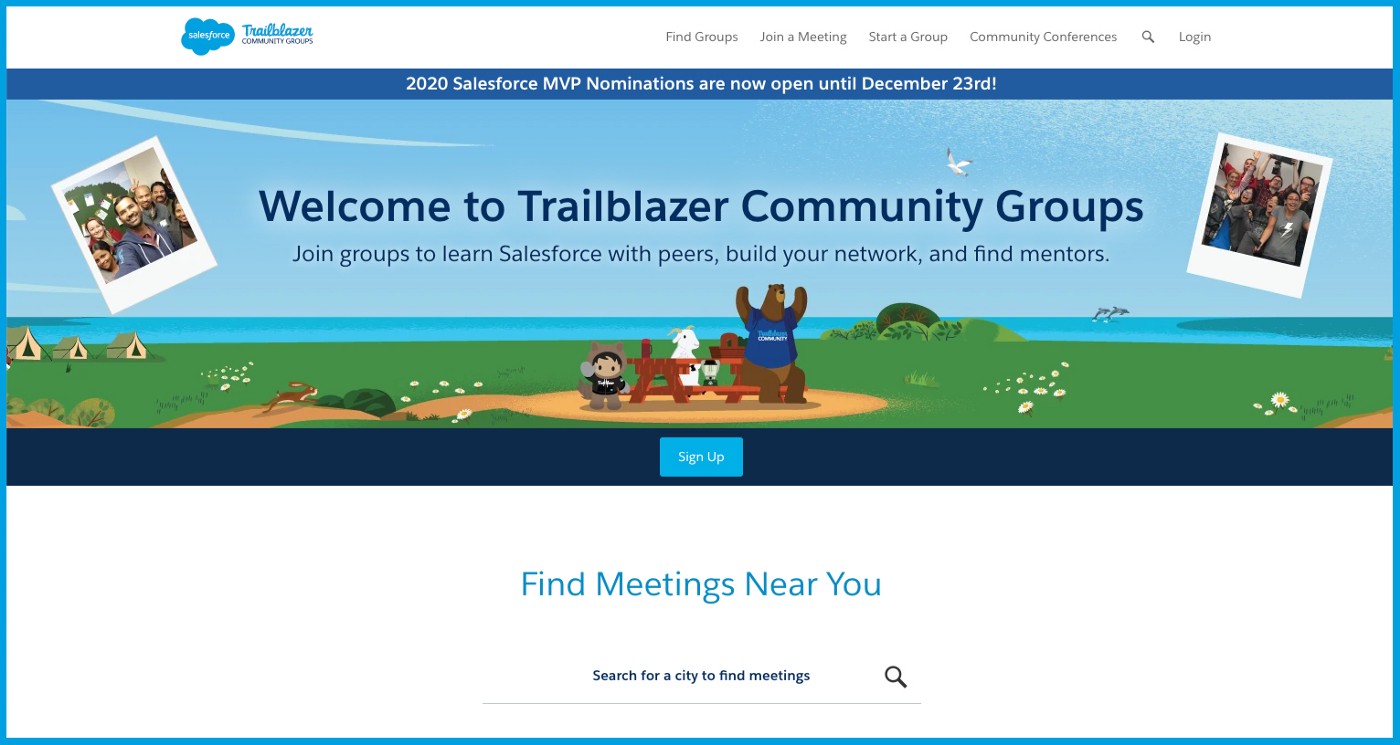 salesforce
Trailblazer
COMMUNITY GROUPS
Find Groups
Join a Meeting
Start a Group
Community Conferences
Login
2020 Salesforce MVP Nominations are now open until December 23rd!
Welcome to Trailblazer Community Groups
Join groups to learn Salesforce with peers, build your network, and find mentors.
Trailblazer
COMMUNITY
Sign Up
Find Meetings Near You
Search for a city to find meetings